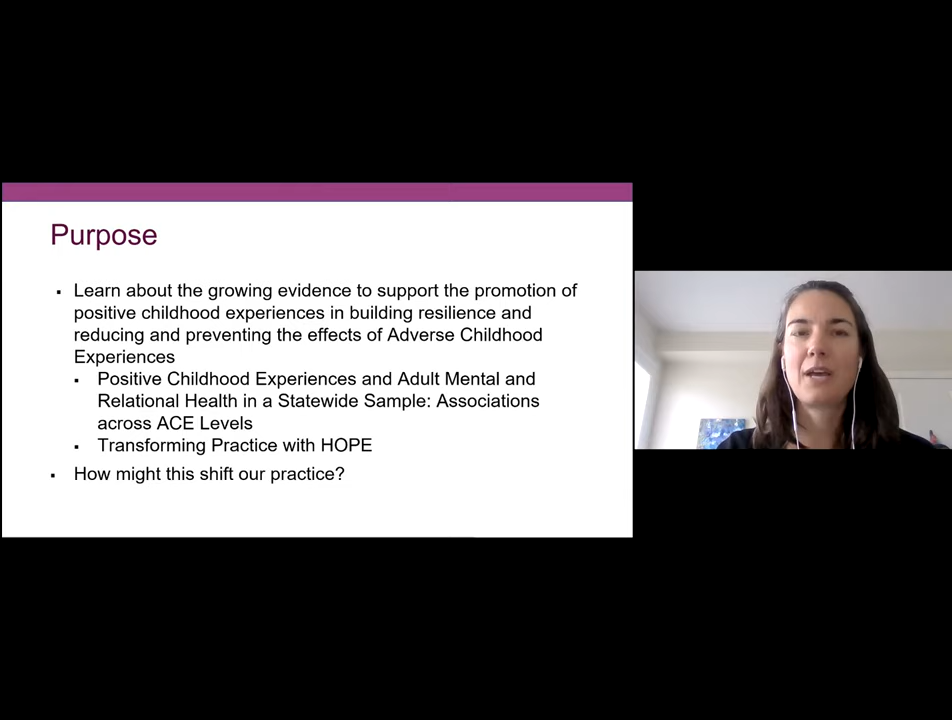 Purpose
▪ Learn about the growing evidence to support the promotion of
positive childhood experiences in building resilience and
reducing and preventing the effects of Adverse Childhood
Experiences
▪ Positive Childhood Experiences and Adult Mental and
Relational Health in a Statewide Sample: Associations
across ACE Levels
▪ Transforming Practice with HOPE
▪ How might this shift our practice?